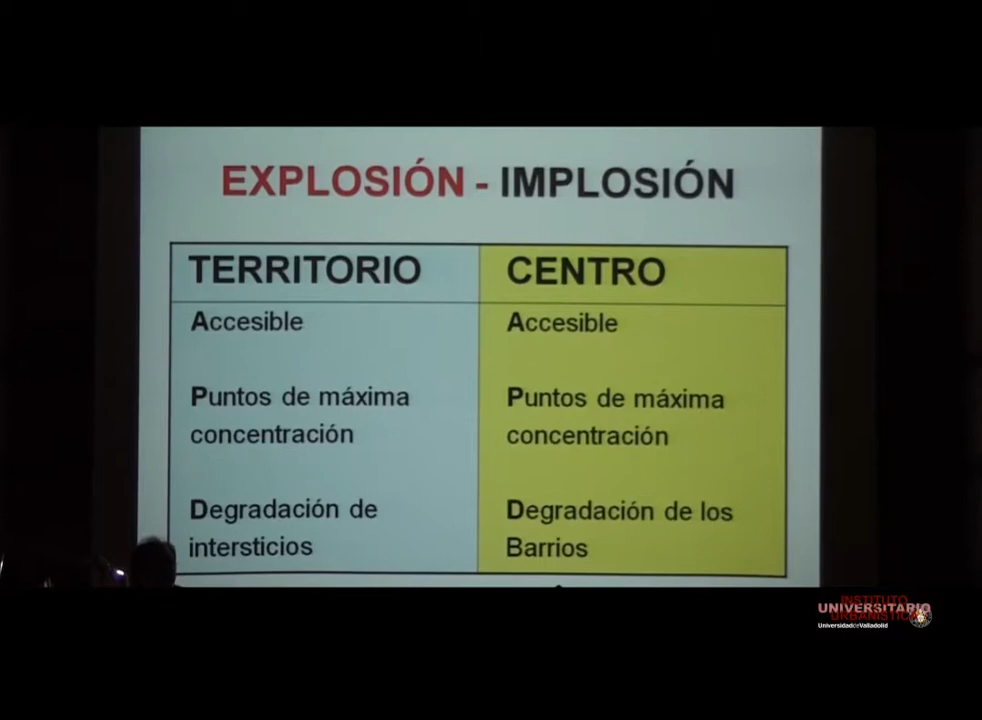 EXPLOSIÓN - IMPLOSIÓN
TERRITORIO
Accesible
Puntos de máxima
concentración
Degradación de
intersticios
CENTRO
Accesible
Puntos de máxima
concentración
Degradación de los
Barrios
INSTITUTO
UNIVERSITARIO
URBANÍSTICA
UniversidaddeValladolid